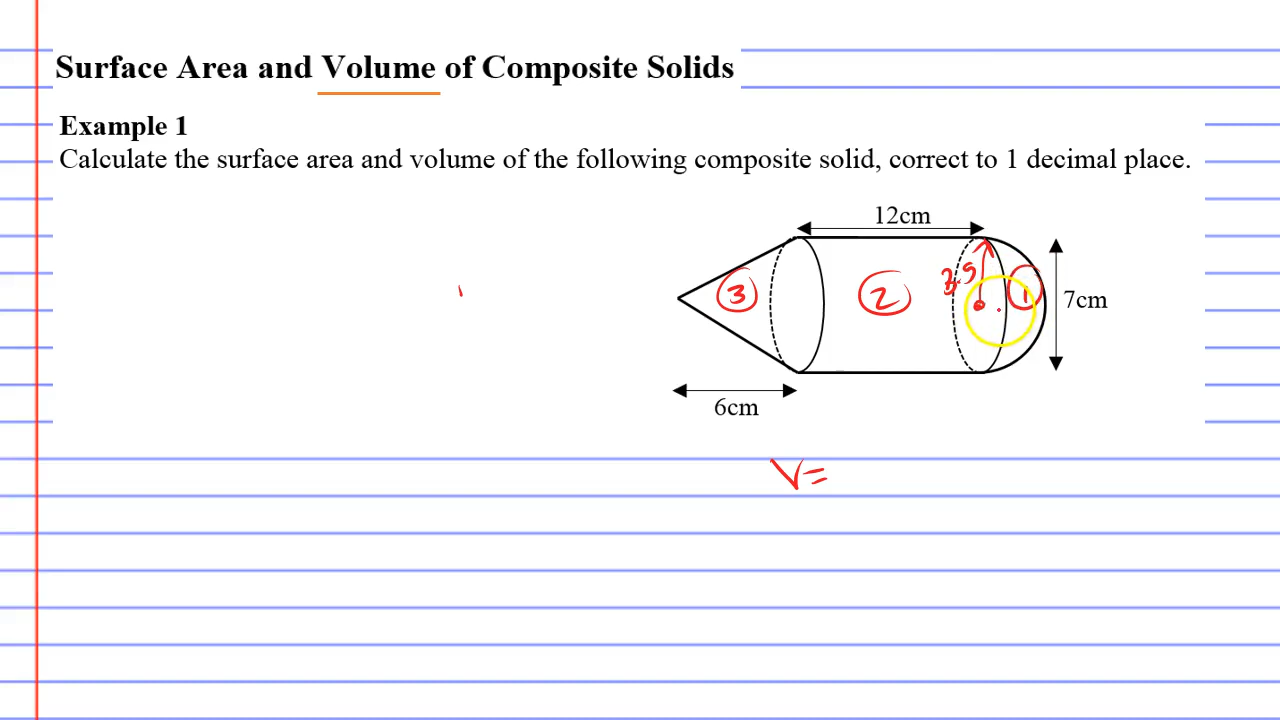 Surface Area and Volume of Composite Solids
Example 1
Calculate the surface area and volume of the following composite solid, correct to 1 decimal place.
12cm
3.5
3
2
1
7cm
6cm
V=